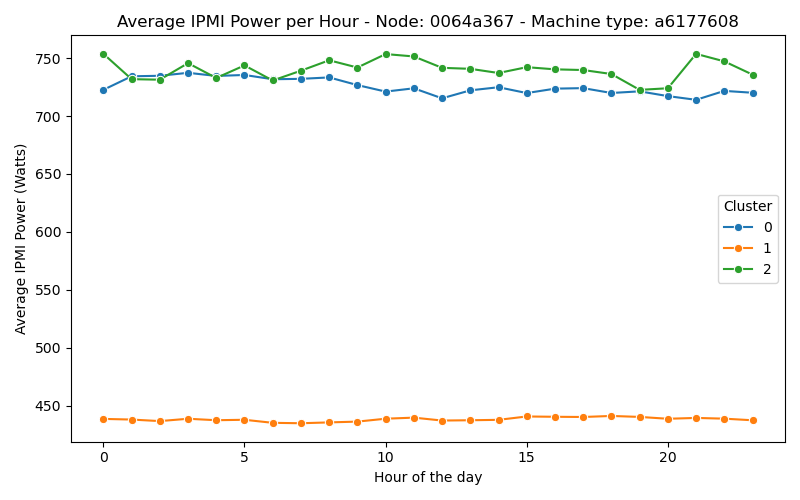 Average IPMI Power per Hour - Node: 0064a367 - Machine type: a6177608
Average IPMI Power (Watts)
750
700
650
600
550
500
450
Cluster
0
1
2
0 5 10 15 20
Hour of the day